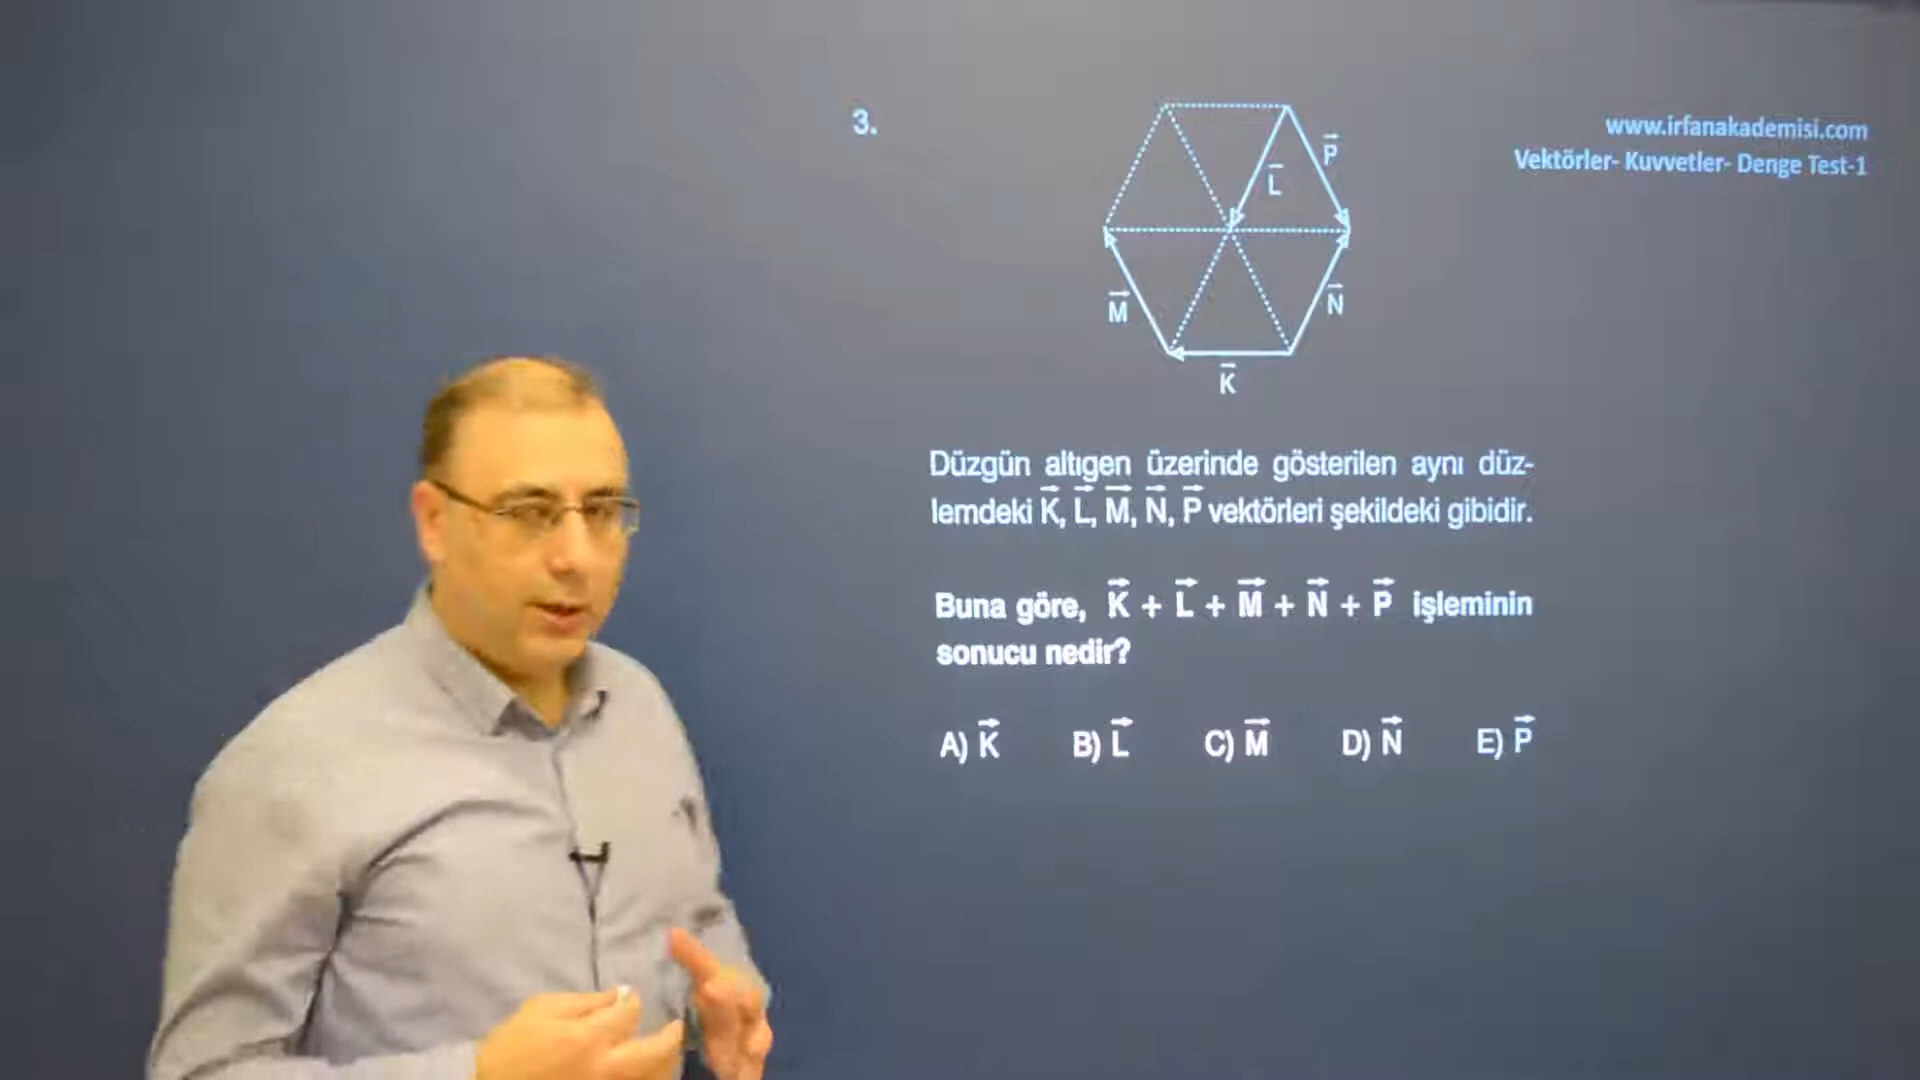 3.
www.irfanakademisi.com
Vektörler- Kuvvetler- Denge Test-1
P
L
M
N
K
Düzgün altıgen üzerinde gösterilen aynı düz-
lemdeki K, L, M, N, P vektörleri şekildeki gibidir.
Buna göre, K + L + M + N + P işleminin
sonucu nedir?
A) K B) L C) M D) N E) P